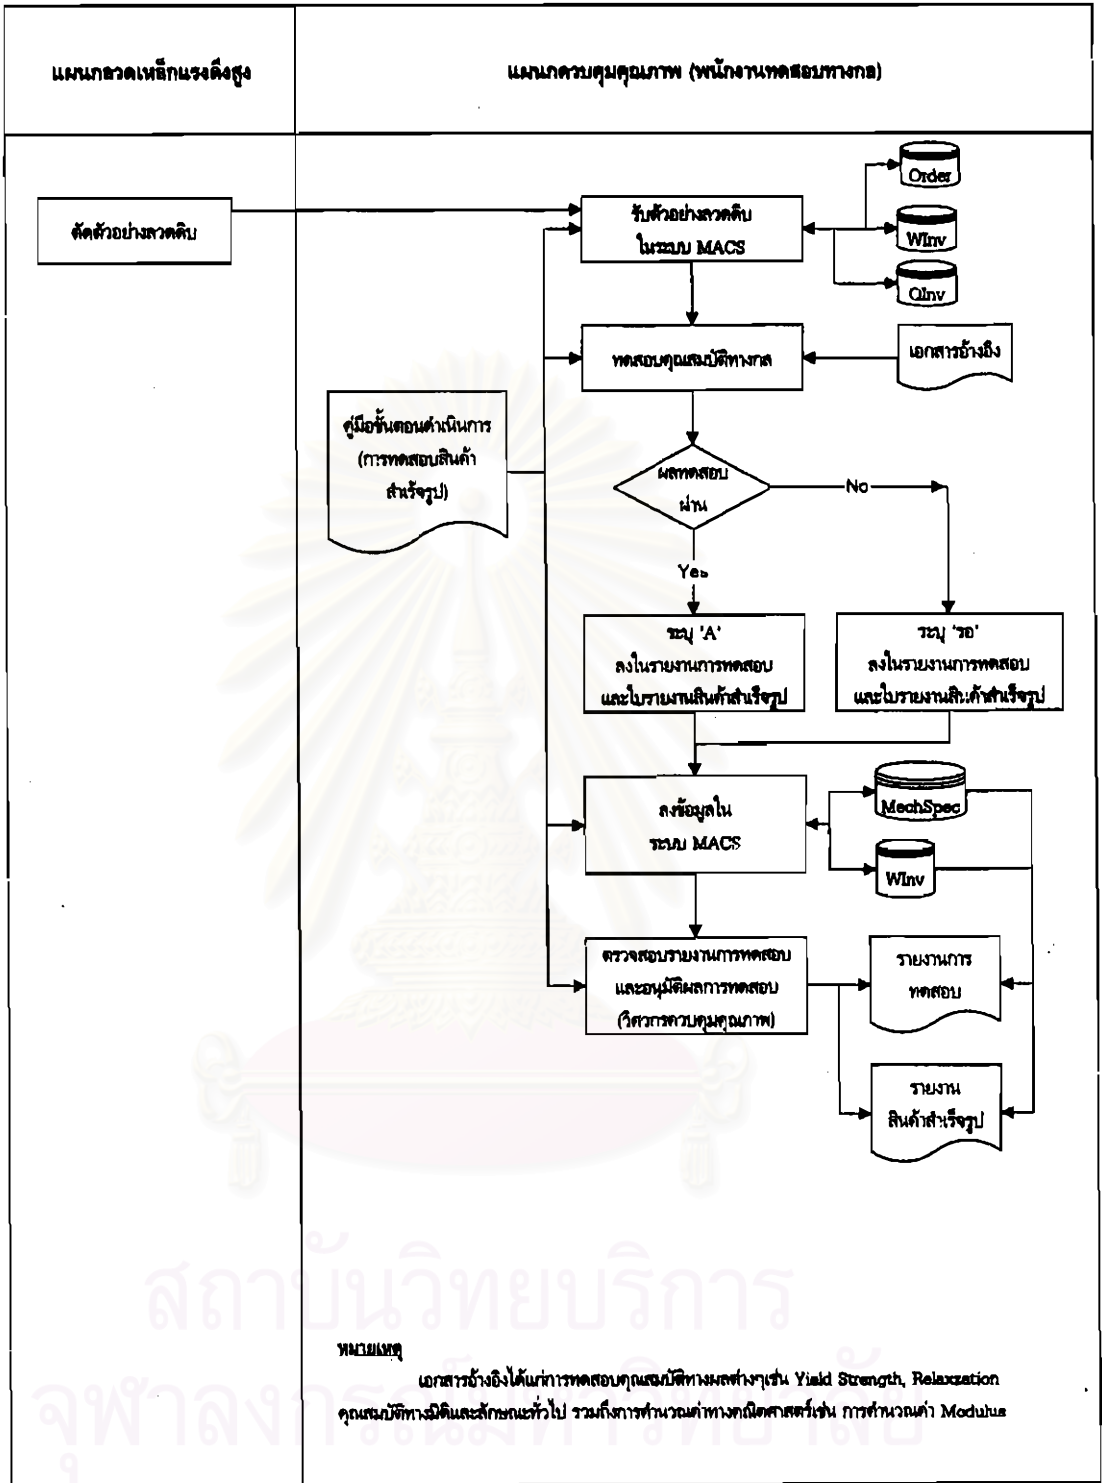 แผนกลวดเหล็กแรงดึงสูง
แผนกควบคุมคุณภาพ (พนักงานทดสอบทางกล)
ตัดตัวอย่างลวดดิบ
รับตัวอย่างลวดดิบ
ในระบบ MACS
Order
WInv
QInv
ทดสอบคุณสมบัติทางกล
เอกสารอ้างอิง
คู่มือขั้นตอนดำเนินการ
(การทดสอบสินค้า
สำเร็จรูป)
ผลทดสอบ
ผ่าน
No
Yes
ระบุ 'A'
ลงในรายงานการทดสอบ
และใบรายงานสินค้าสำเร็จรูป
ระบุ 'รอ'
ลงในรายงานการทดสอบ
และใบรายงานสินค้าสำเร็จรูป
ลงข้อมูลใน
ระบบ MACS
MechSpec
WInv
ตรวจสอบรายงานการทดสอบ
และอนุมัติผลการทดสอบ
(วิศวกรควบคุมคุณภาพ)
รายงานการ
ทดสอบ
รายงาน
สินค้าสำเร็จรูป
หมายเหตุ
เอกสารอ้างอิงได้แก่การทดสอบคุณสมบัติทางผลต่างๆเช่น Yield Strength, Relaxzation
คุณสมบัติทางมิติและลักษณะทั่วไป รวมถึงการคำนวณค่าทางคณิตศาสตร์เช่น การคำนวณค่า Modulus
สถาบันวิทยบริการ
จุฬาลงกรณ์มหาวิทยาลัย